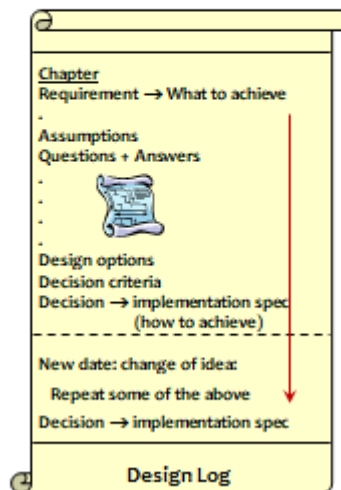 Chapter
Requirement → What to achieve
.
Assumptions
Questions + Answers
.
.
.
.
Design options
Decision criteria
Decision → implementation spec
(how to achieve)
New date: change of idea:
Repeat some of the above
Decision → implementation spec
Design Log